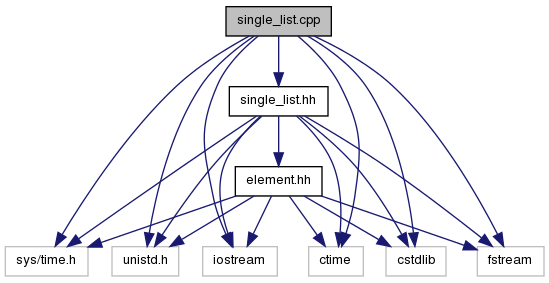 single_list.cpp
single_list.hh
element.hh
sys/time.h
unistd.h
iostream
ctime
cstdlib
fstream